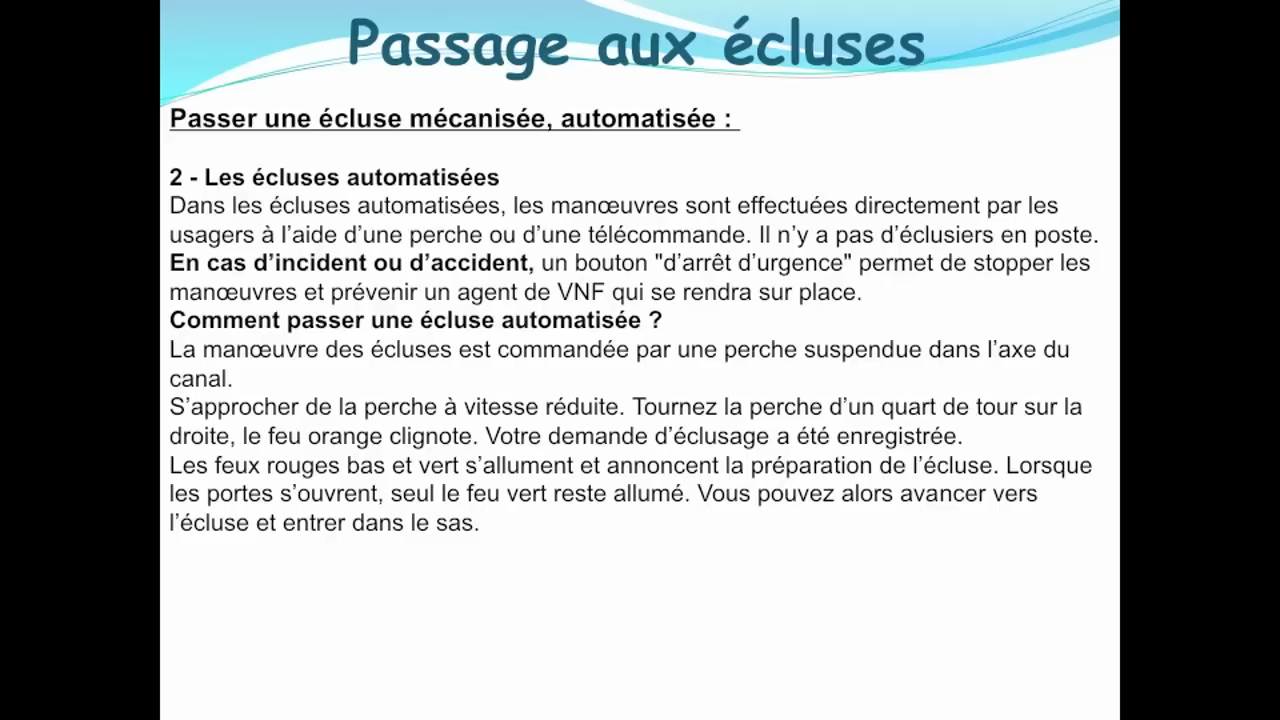 Passage aux écluses
Passer une écluse mécanisée, automatisée :
2 - Les écluses automatisées
Dans les écluses automatisées, les manœuvres sont effectuées directement par les
usagers à l’aide d’une perche ou d’une télécommande. Il n’y a pas d’éclusiers en poste.
En cas d’incident ou d’accident, un bouton "d’arrêt d’urgence" permet de stopper les
manœuvres et prévenir un agent de VNF qui se rendra sur place.
Comment passer une écluse automatisée ?
La manœuvre des écluses est commandée par une perche suspendue dans l’axe du
canal.
S’approcher de la perche à vitesse réduite. Tournez la perche d’un quart de tour sur la
droite, le feu orange clignote. Votre demande d’éclusage a été enregistrée.
Les feux rouges bas et vert s’allument et annoncent la préparation de l’écluse. Lorsque
les portes s’ouvrent, seul le feu vert reste allumé. Vous pouvez alors avancer vers
l’écluse et entrer dans le sas.